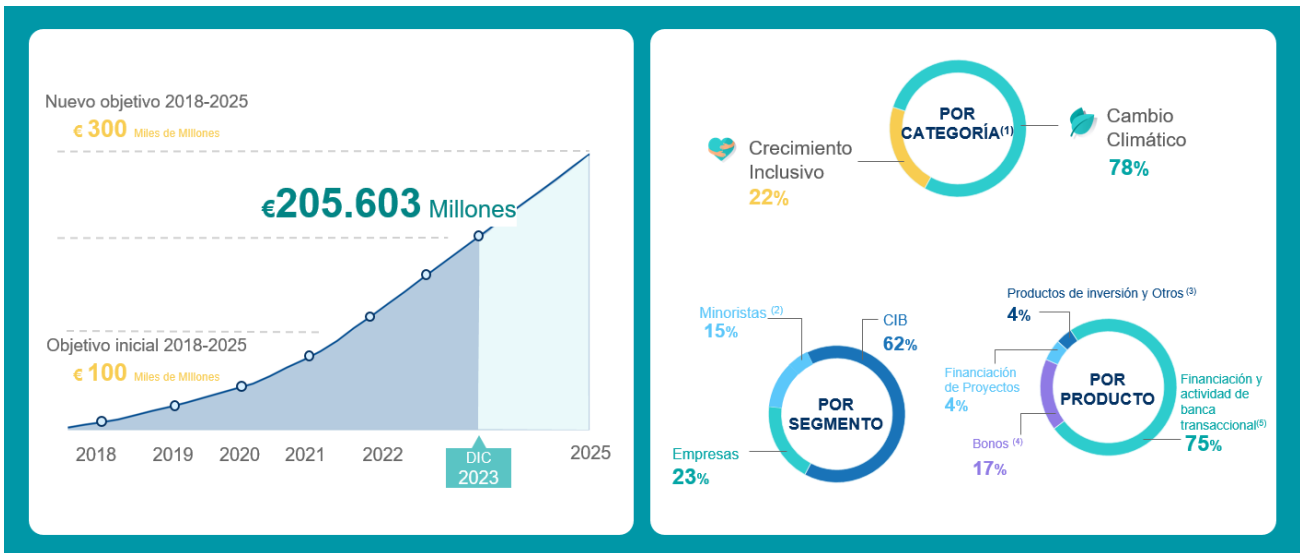 Nuevo objetivo 2018-2025
€ 300 Miles de Millones
€205.603 Millones
Objetivo inicial 2018-2025
€ 100 Miles de Millones
2018
2019
2020
2021
2022
DIC
2023
2025
POR
CATEGORÍA(1)
Cambio
Climático
78%
Crecimiento
Inclusivo
22%
Minoristas (2)
15%
CIB
62%
POR
SEGMENTO
Empresas
23%
Productos de inversión y Otros (3)
4%
Financiación
de Proyectos
4%
POR
PRODUCTO
Financiación y
actividad de
banca
transaccional(5)
75%
Bonos (4)
17%